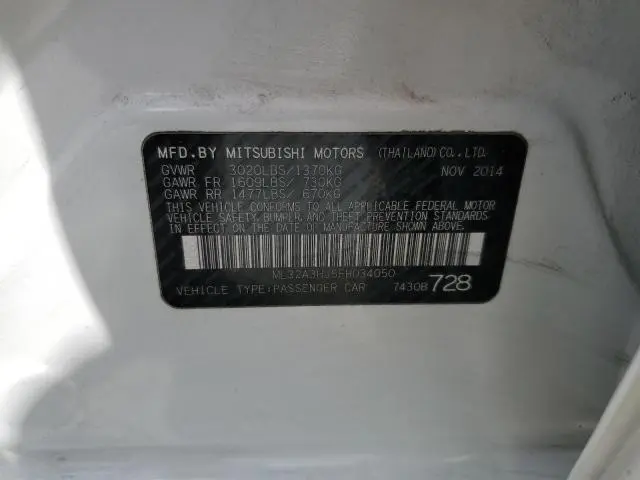 MFD.BY MITSUBISHI MOTORS (THAILAND)CO.,LTD.
GVWR 3020LBS/1370KG NOV 2014
GAWR FR 1609LBS/ 730KG
GAWR RR 1477LBS/ 670KG
THIS VEHICLE CONFORMS TO ALL APPLICABLE FEDERAL MOTOR
VEHICLE SAFETY,BUMPER,AND THEFT PREVENTION STANDARDS
IN EFFECT ON THE DATE OF MANUFACTURE SHOWN ABOVE.
ML32A3HJ5FH034050
VEHICLE TYPE:PASSENGER CAR 7430B 728